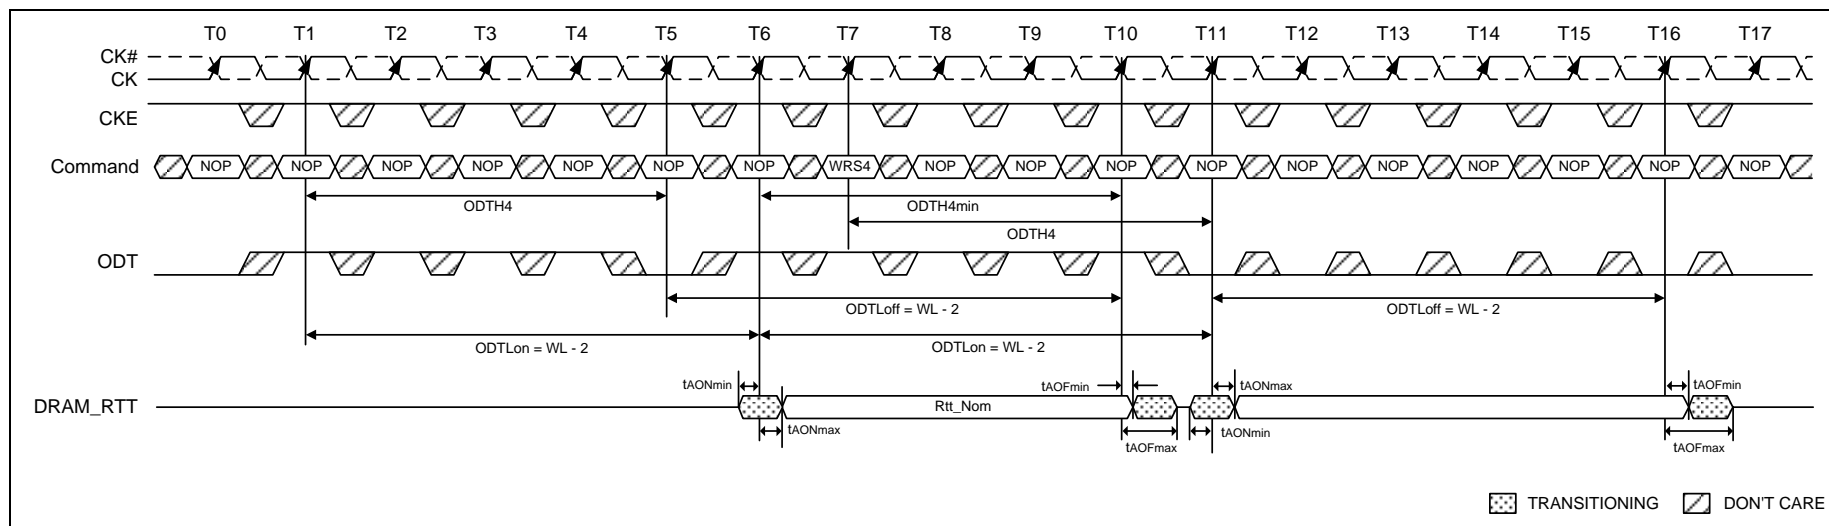 T0 T1 T2 T3 T4 T5 T6 T7 T8 T9 T10 T11 T12 T13 T14 T15 T16 T17
CK#
CK
CKE
Command NOP NOP NOP NOP NOP NOP NOP WRS4 NOP NOP NOP NOP NOP NOP NOP NOP NOP NOP
ODTH4 ODTH4min
ODTH4
ODT
ODTLoff = WL - 2 ODTLoff = WL - 2
ODTLon = WL - 2 ODTLon = WL - 2
tAONmin tAOFmin tAONmax tAOFmin
DRAM_RTT Rtt_Nom
tAONmax tAOFmax tAONmin tAOFmax
TRANSITIONING DON'T CARE